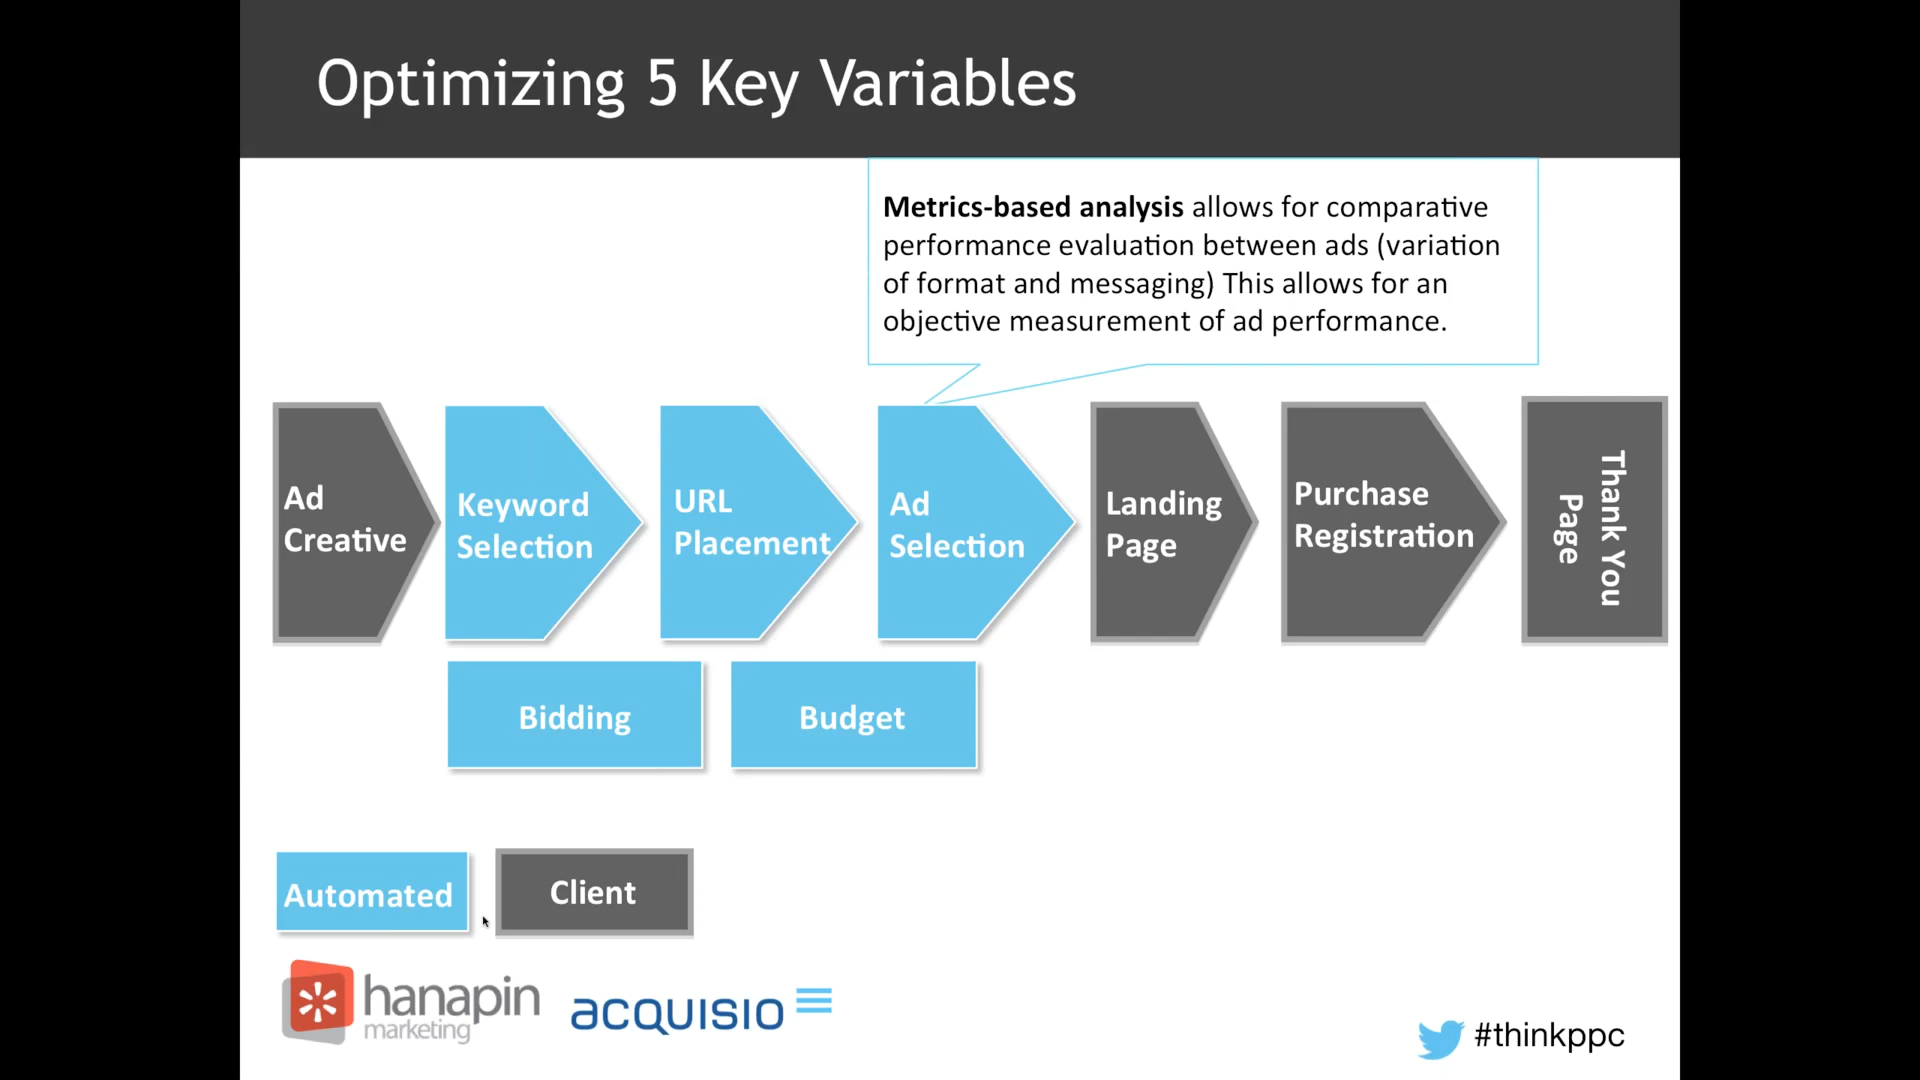 Optimizing 5 Key Variables
Metrics-based analysis allows for comparative
performance evaluation between ads (variation
of format and messaging) This allows for an
objective measurement of ad performance.
Ad
Creative
Keyword
Selection
URL
Placement
Ad
Selection
Landing
Page
Purchase
Registration
Thank You
Page
Bidding
Budget
Automated
Client
hanapin
marketing
acquisio
#thinkppc